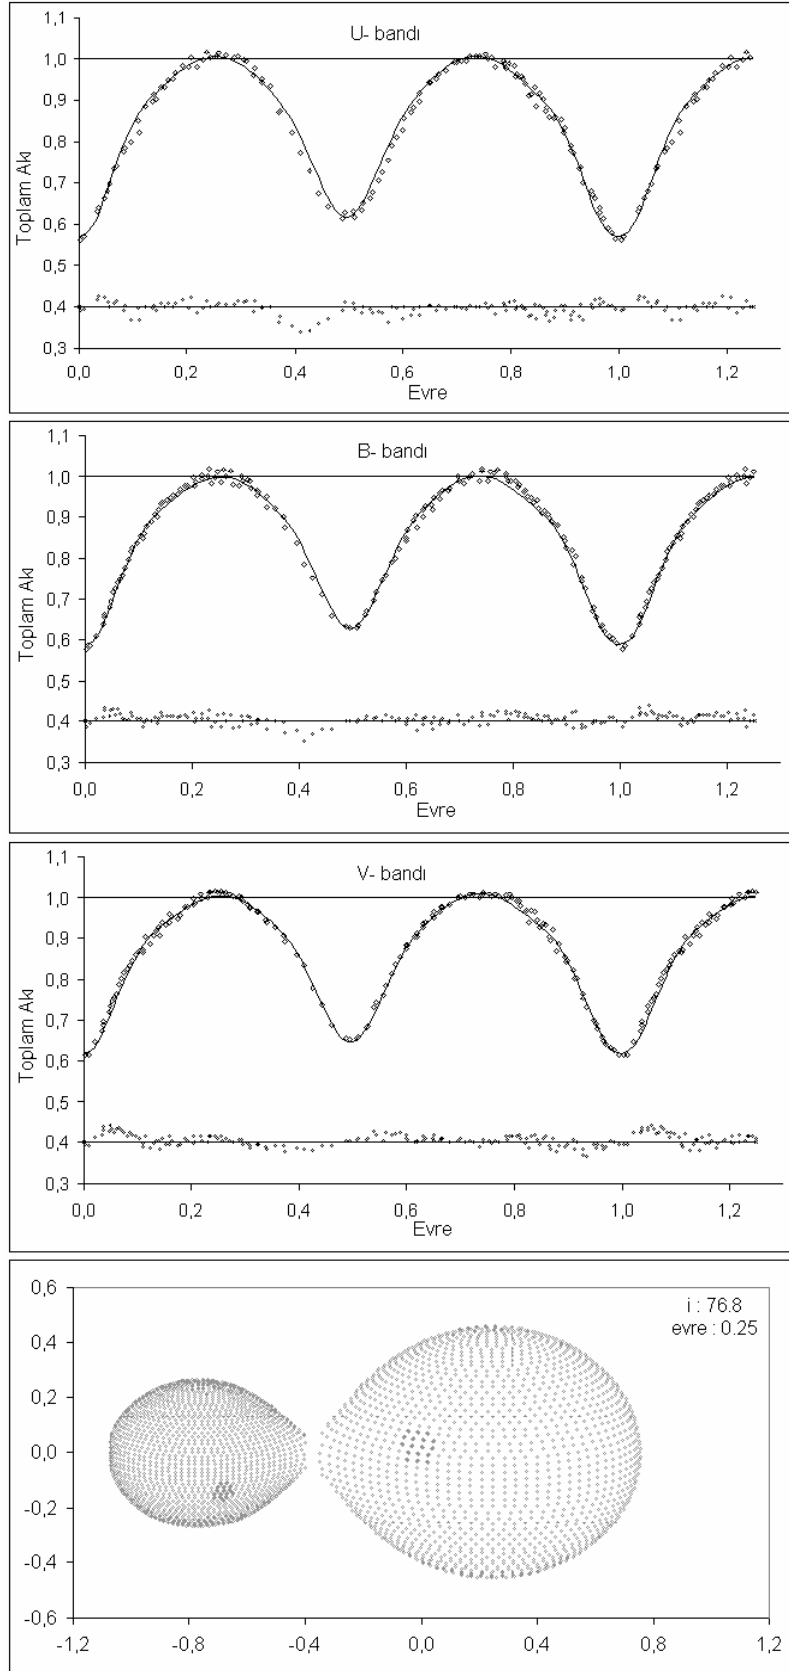 U- bandı
1,1
1,0
0,9
0,8
0,7
0,6
0,5
0,4
0,3
Toplam Akı
0,0 0,2 0,4 0,6 0,8 1,0 1,2
Evre
B- bandı
1,1
1,0
0,9
0,8
0,7
0,6
0,5
0,4
0,3
Toplam Akı
0,0 0,2 0,4 0,6 0,8 1,0 1,2
Evre
V- bandı
1,1
1,0
0,9
0,8
0,7
0,6
0,5
0,4
0,3
Toplam Akı
0,0 0,2 0,4 0,6 0,8 1,0 1,2
Evre
i : 76.8
evre : 0.25
0,6
0,4
0,2
0,0
-0,2
-0,4
-0,6
-1,2 -0,8 -0,4 0,0 0,4 0,8 1,2